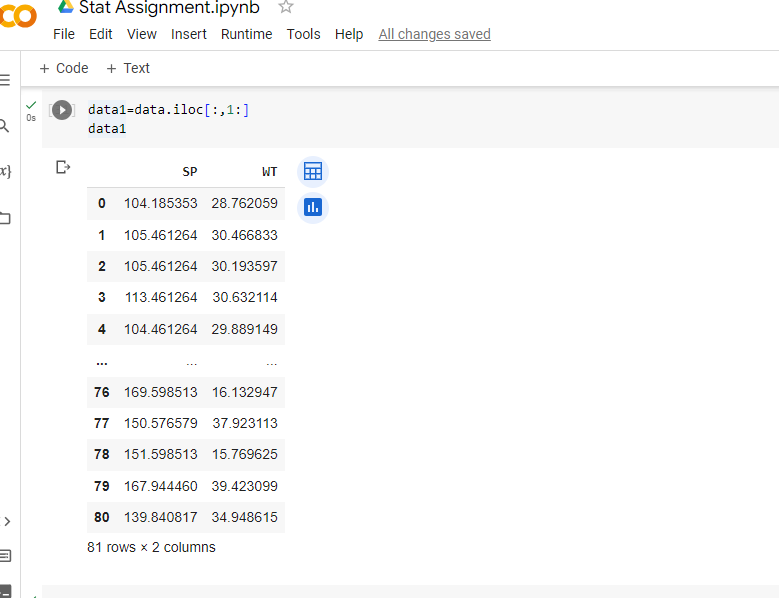 CO
Stat Assignment.ipynb
File Edit View Insert Runtime Tools Help All changes saved
+ Code + Text
0s
data1=data.iloc[:,1:]
data1
{x}
SP WT
0 104.185353 28.762059
1 105.461264 30.466833
2 105.461264 30.193597
3 113.461264 30.632114
4 104.461264 29.889149
... ... ...
76 169.598513 16.132947
77 150.576579 37.923113
78 151.598513 15.769625
79 167.944460 39.423099
80 139.840817 34.948615
81 rows × 2 columns